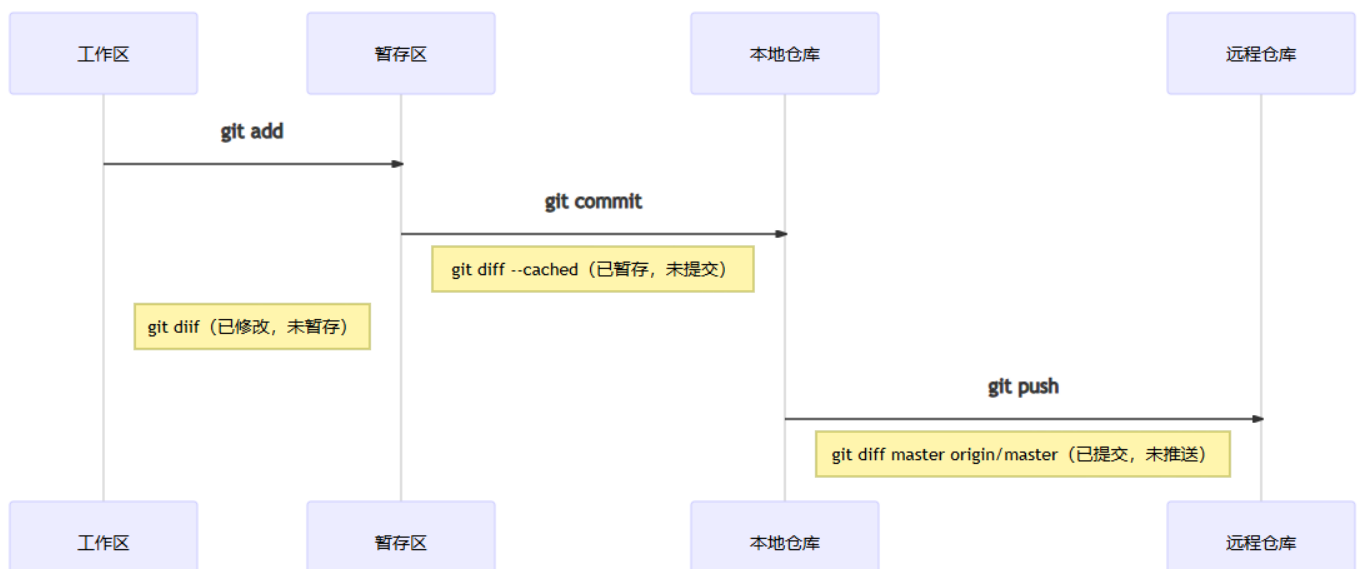 工作区
暂存区
本地仓库
远程仓库
git add
git commit
git diff --cached（已暂存，未提交）
git diif（已修改，未暂存）
git push
git diff master origin/master（已提交，未推送）
工作区
暂存区
本地仓库
远程仓库